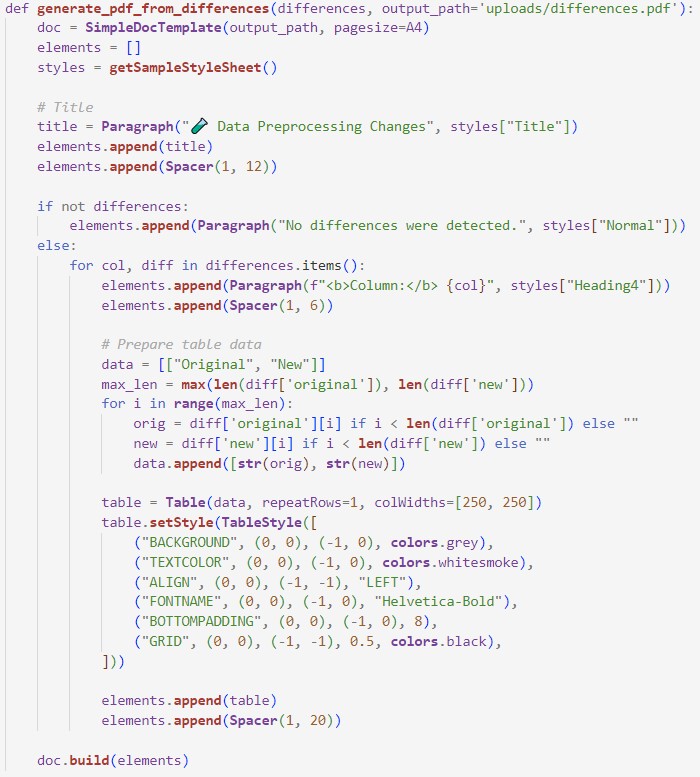 def generate_pdf_from_differences(differences, output_path='uploads/differences.pdf'):
    doc = SimpleDocTemplate(output_path, pagesize=A4)
    elements = []
    styles = getSampleStyleSheet()

    # Title
    title = Paragraph("🧪 Data Preprocessing Changes", styles["Title"])
    elements.append(title)
    elements.append(Spacer(1, 12))

    if not differences:
        elements.append(Paragraph("No differences were detected.", styles["Normal"]))
    else:
        for col, diff in differences.items():
            elements.append(Paragraph(f"<b>Column:</b> {col}", styles["Heading4"]))
            elements.append(Spacer(1, 6))

            # Prepare table data
            data = [["Original", "New"]]
            max_len = max(len(diff['original']), len(diff['new']))
            for i in range(max_len):
                orig = diff['original'][i] if i < len(diff['original']) else ""
                new = diff['new'][i] if i < len(diff['new']) else ""
                data.append([str(orig), str(new)])

            table = Table(data, repeatRows=1, colWidths=[250, 250])
            table.setStyle(TableStyle([
                ("BACKGROUND", (0, 0), (-1, 0), colors.grey),
                ("TEXTCOLOR", (0, 0), (-1, 0), colors.whitesmoke),
                ("ALIGN", (0, 0), (-1, -1), "LEFT"),
                ("FONTNAME", (0, 0), (-1, 0), "Helvetica-Bold"),
                ("BOTTOMPADDING", (0, 0), (-1, 0), 8),
                ("GRID", (0, 0), (-1, -1), 0.5, colors.black),
            ]))

            elements.append(table)
            elements.append(Spacer(1, 20))

    doc.build(elements)